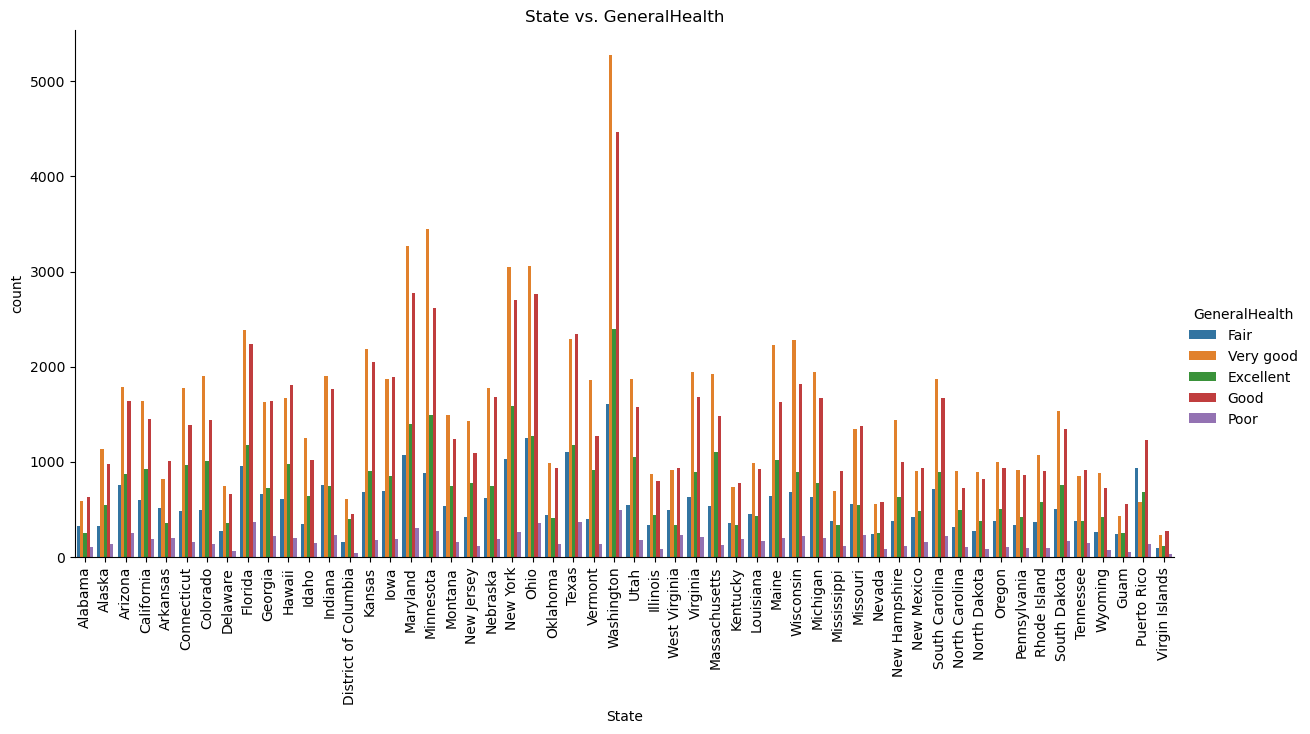 State vs. GeneralHealth
count
5000
4000
3000
2000
1000
0
Alabama
Alaska
Arizona
California
Arkansas
Connecticut
Colorado
Delaware
Florida
Georgia
Hawaii
Idaho
Indiana
District of Columbia
Kansas
Iowa
Maryland
Minnesota
Montana
New Jersey
Nebraska
New York
Ohio
Oklahoma
Texas
Vermont
Washington
Utah
Illinois
West Virginia
Virginia
Massachusetts
Kentucky
Louisiana
Maine
Wisconsin
Michigan
Mississippi
Missouri
Nevada
New Hampshire
New Mexico
South Carolina
North Carolina
North Dakota
Oregon
Pennsylvania
Rhode Island
South Dakota
Tennessee
Wyoming
Guam
Puerto Rico
Virgin Islands
State
GeneralHealth
Fair
Very good
Excellent
Good
Poor